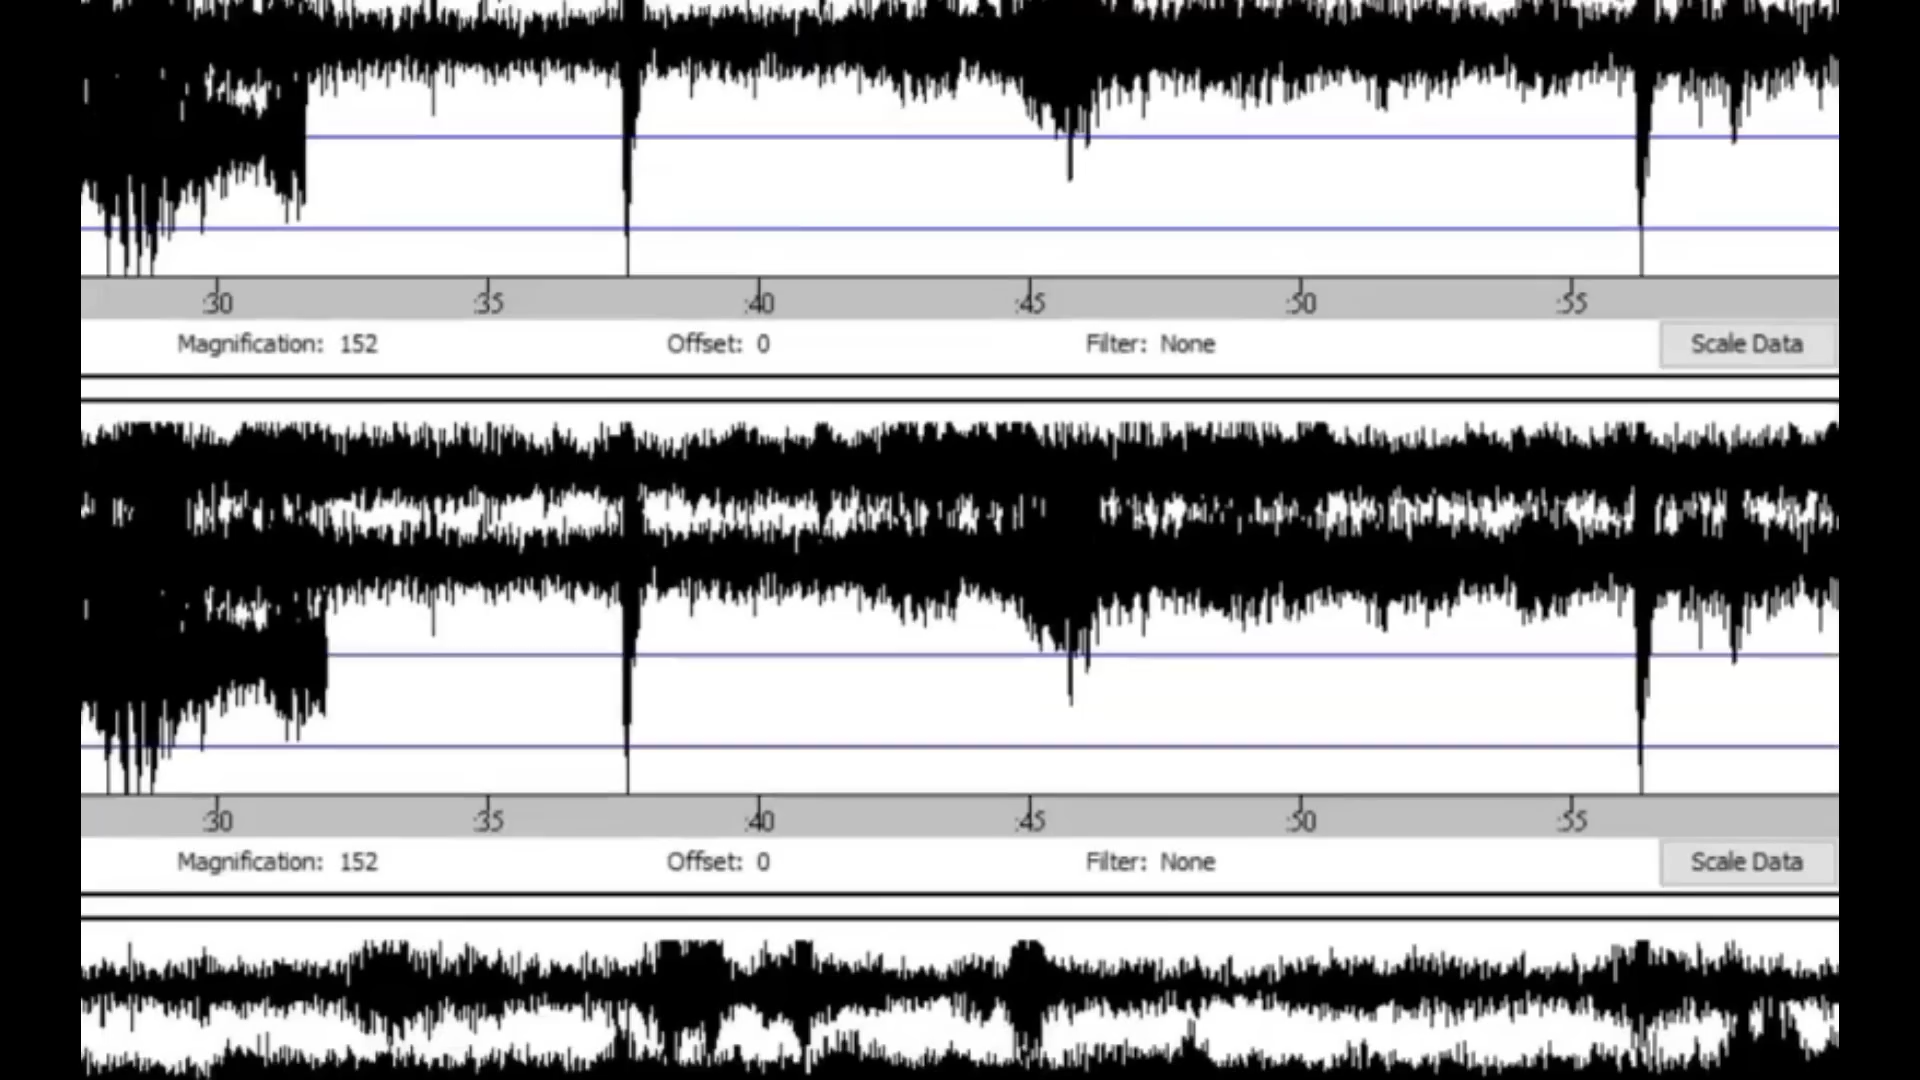 :30 :35 :40 :45 :50 :55
Magnification: 152 Offset: 0 Filter: None Scale Data
:30 :35 :40 :45 :50 :55
Magnification: 152 Offset: 0 Filter: None Scale Data